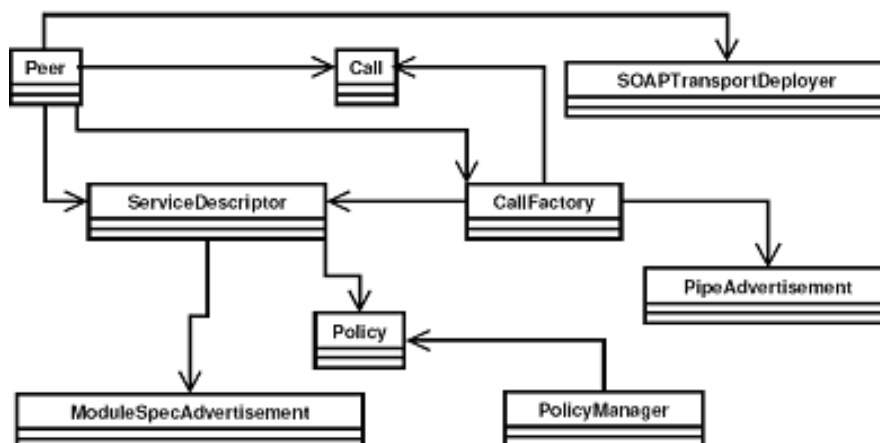 Peer
Call
SOAPTransportDeployer
ServiceDescriptor
CallFactory
PipeAdvertisement
Policy
ModuleSpecAdvertisement
PolicyManager